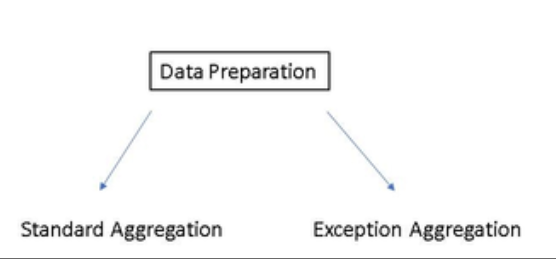 Data Preparation
Standard Aggregation
Exception Aggregation